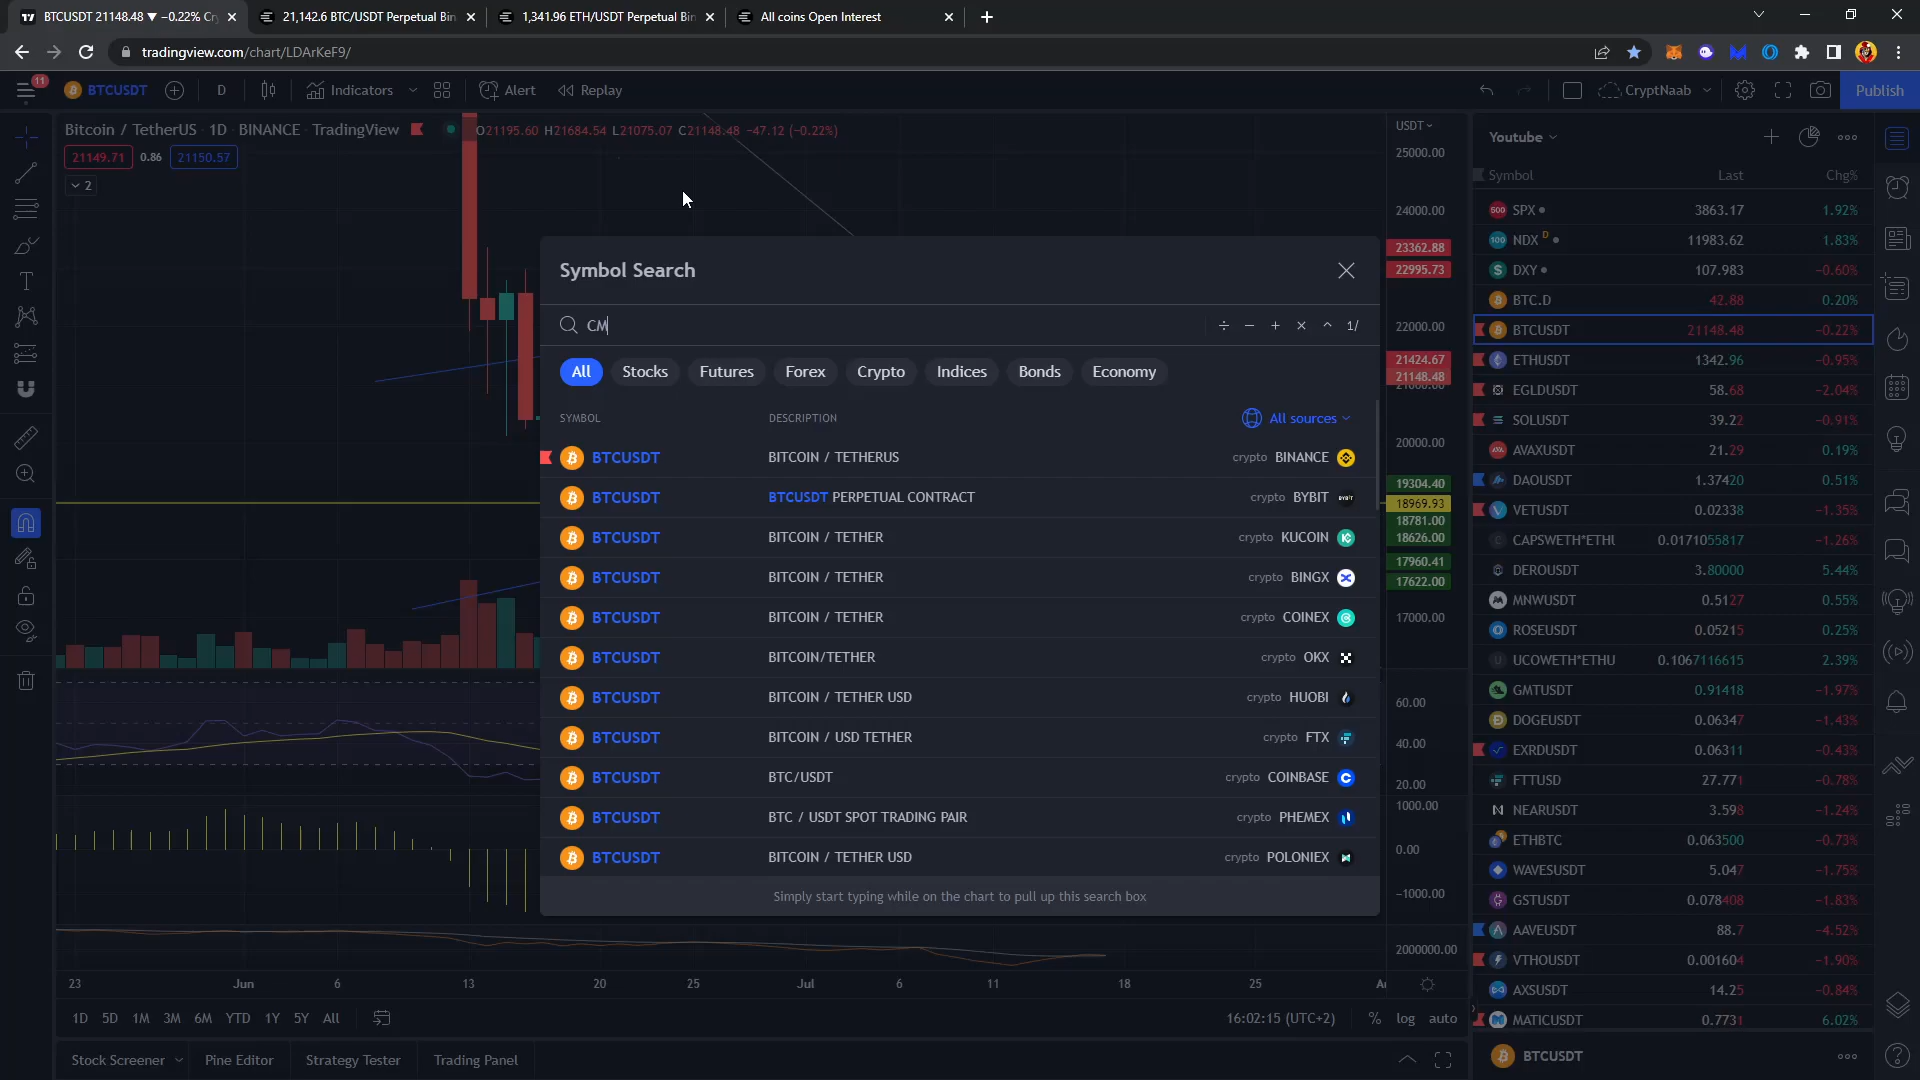 BTCUSDT 21148.48 ▼ −0.22% Cr
21,142.6 BTC/USDT Perpetual Bin
1,341.96 ETH/USDT Perpetual Bin
All coins Open Interest
tradingview.com/chart/LDArKeF9/
11
BTCUSDT
D
Indicators
Alert
Replay
CryptNaab
Publish
Bitcoin / TetherUS · 1D · BINANCE · TradingView
O21195.60 H21684.54 L21075.07 C21148.48 −47.12 (−0.22%)
21149.71 0.86 21150.57
2
USDT
25000.00
24000.00
23362.88
22995.73
22000.00
21424.67
21148.48
21000.00
20000.00
19304.40
18969.93
18781.00
18626.00
17960.41
17622.00
17000.00
60.00
40.00
20.00
1000.00
0.00
−1000.00
2000000.00
Symbol Search
CM
1/
All
Stocks
Futures
Forex
Crypto
Indices
Bonds
Economy
SYMBOL DESCRIPTION All sources
BTCUSDT BITCOIN / TETHERUS crypto BINANCE
BTCUSDT BTCUSDT PERPETUAL CONTRACT crypto BYBIT
BTCUSDT BITCOIN / TETHER crypto KUCOIN
BTCUSDT BITCOIN / TETHER crypto BINGX
BTCUSDT BITCOIN / TETHER crypto COINEX
BTCUSDT BITCOIN/TETHER crypto OKX
BTCUSDT BITCOIN / TETHER USD crypto HUOBI
BTCUSDT BITCOIN / USD TETHER crypto FTX
BTCUSDT BTC/USDT crypto COINBASE
BTCUSDT BTC / USDT SPOT TRADING PAIR crypto PHEMEX
BTCUSDT BITCOIN / TETHER USD crypto POLONIEX
Simply start typing while on the chart to pull up this search box
Youtube
Symbol Last Chg%
SPX 3863.17 1.92%
NDX D 11983.62 1.83%
DXY 107.983 −0.60%
BTC.D 42.88 0.20%
BTCUSDT 21148.48 −0.22%
ETHUSDT 1342.96 −0.95%
EGLDUSDT 58.68 −2.04%
SOLUSDT 39.22 −0.91%
AVAXUSDT 21.29 0.19%
DAOUSDT 1.37420 0.51%
VETUSDT 0.02338 −1.35%
CAPSWETH*ETHU 0.0171055817 −1.26%
DEROUSDT 3.80000 5.44%
MNWUSDT 0.5127 0.55%
ROSEUSDT 0.05215 0.25%
UCOWETH*ETHU 0.1067116615 2.39%
GMTUSDT 0.91418 −1.97%
DOGEUSDT 0.06347 −1.43%
EXRDUSDT 0.06311 −0.43%
FTTUSD 27.771 −0.78%
NEARUSDT 3.598 −1.24%
ETHBTC 0.063500 −0.73%
WAVESUSDT 5.047 −1.75%
GSTUSDT 0.078408 −1.83%
AAVEUSDT 88.7 −4.52%
VTHOUSDT 0.001604 −1.90%
AXSUSDT 14.25 −0.84%
MATICUSDT 0.7731 6.02%
BTCUSDT
23 Jun 6 13 20 25 Jul 6 11 18 25
1D 5D 1M 3M 6M YTD 1Y 5Y All
16:02:15 (UTC+2) % log auto
Stock Screener
Pine Editor
Strategy Tester
Trading Panel